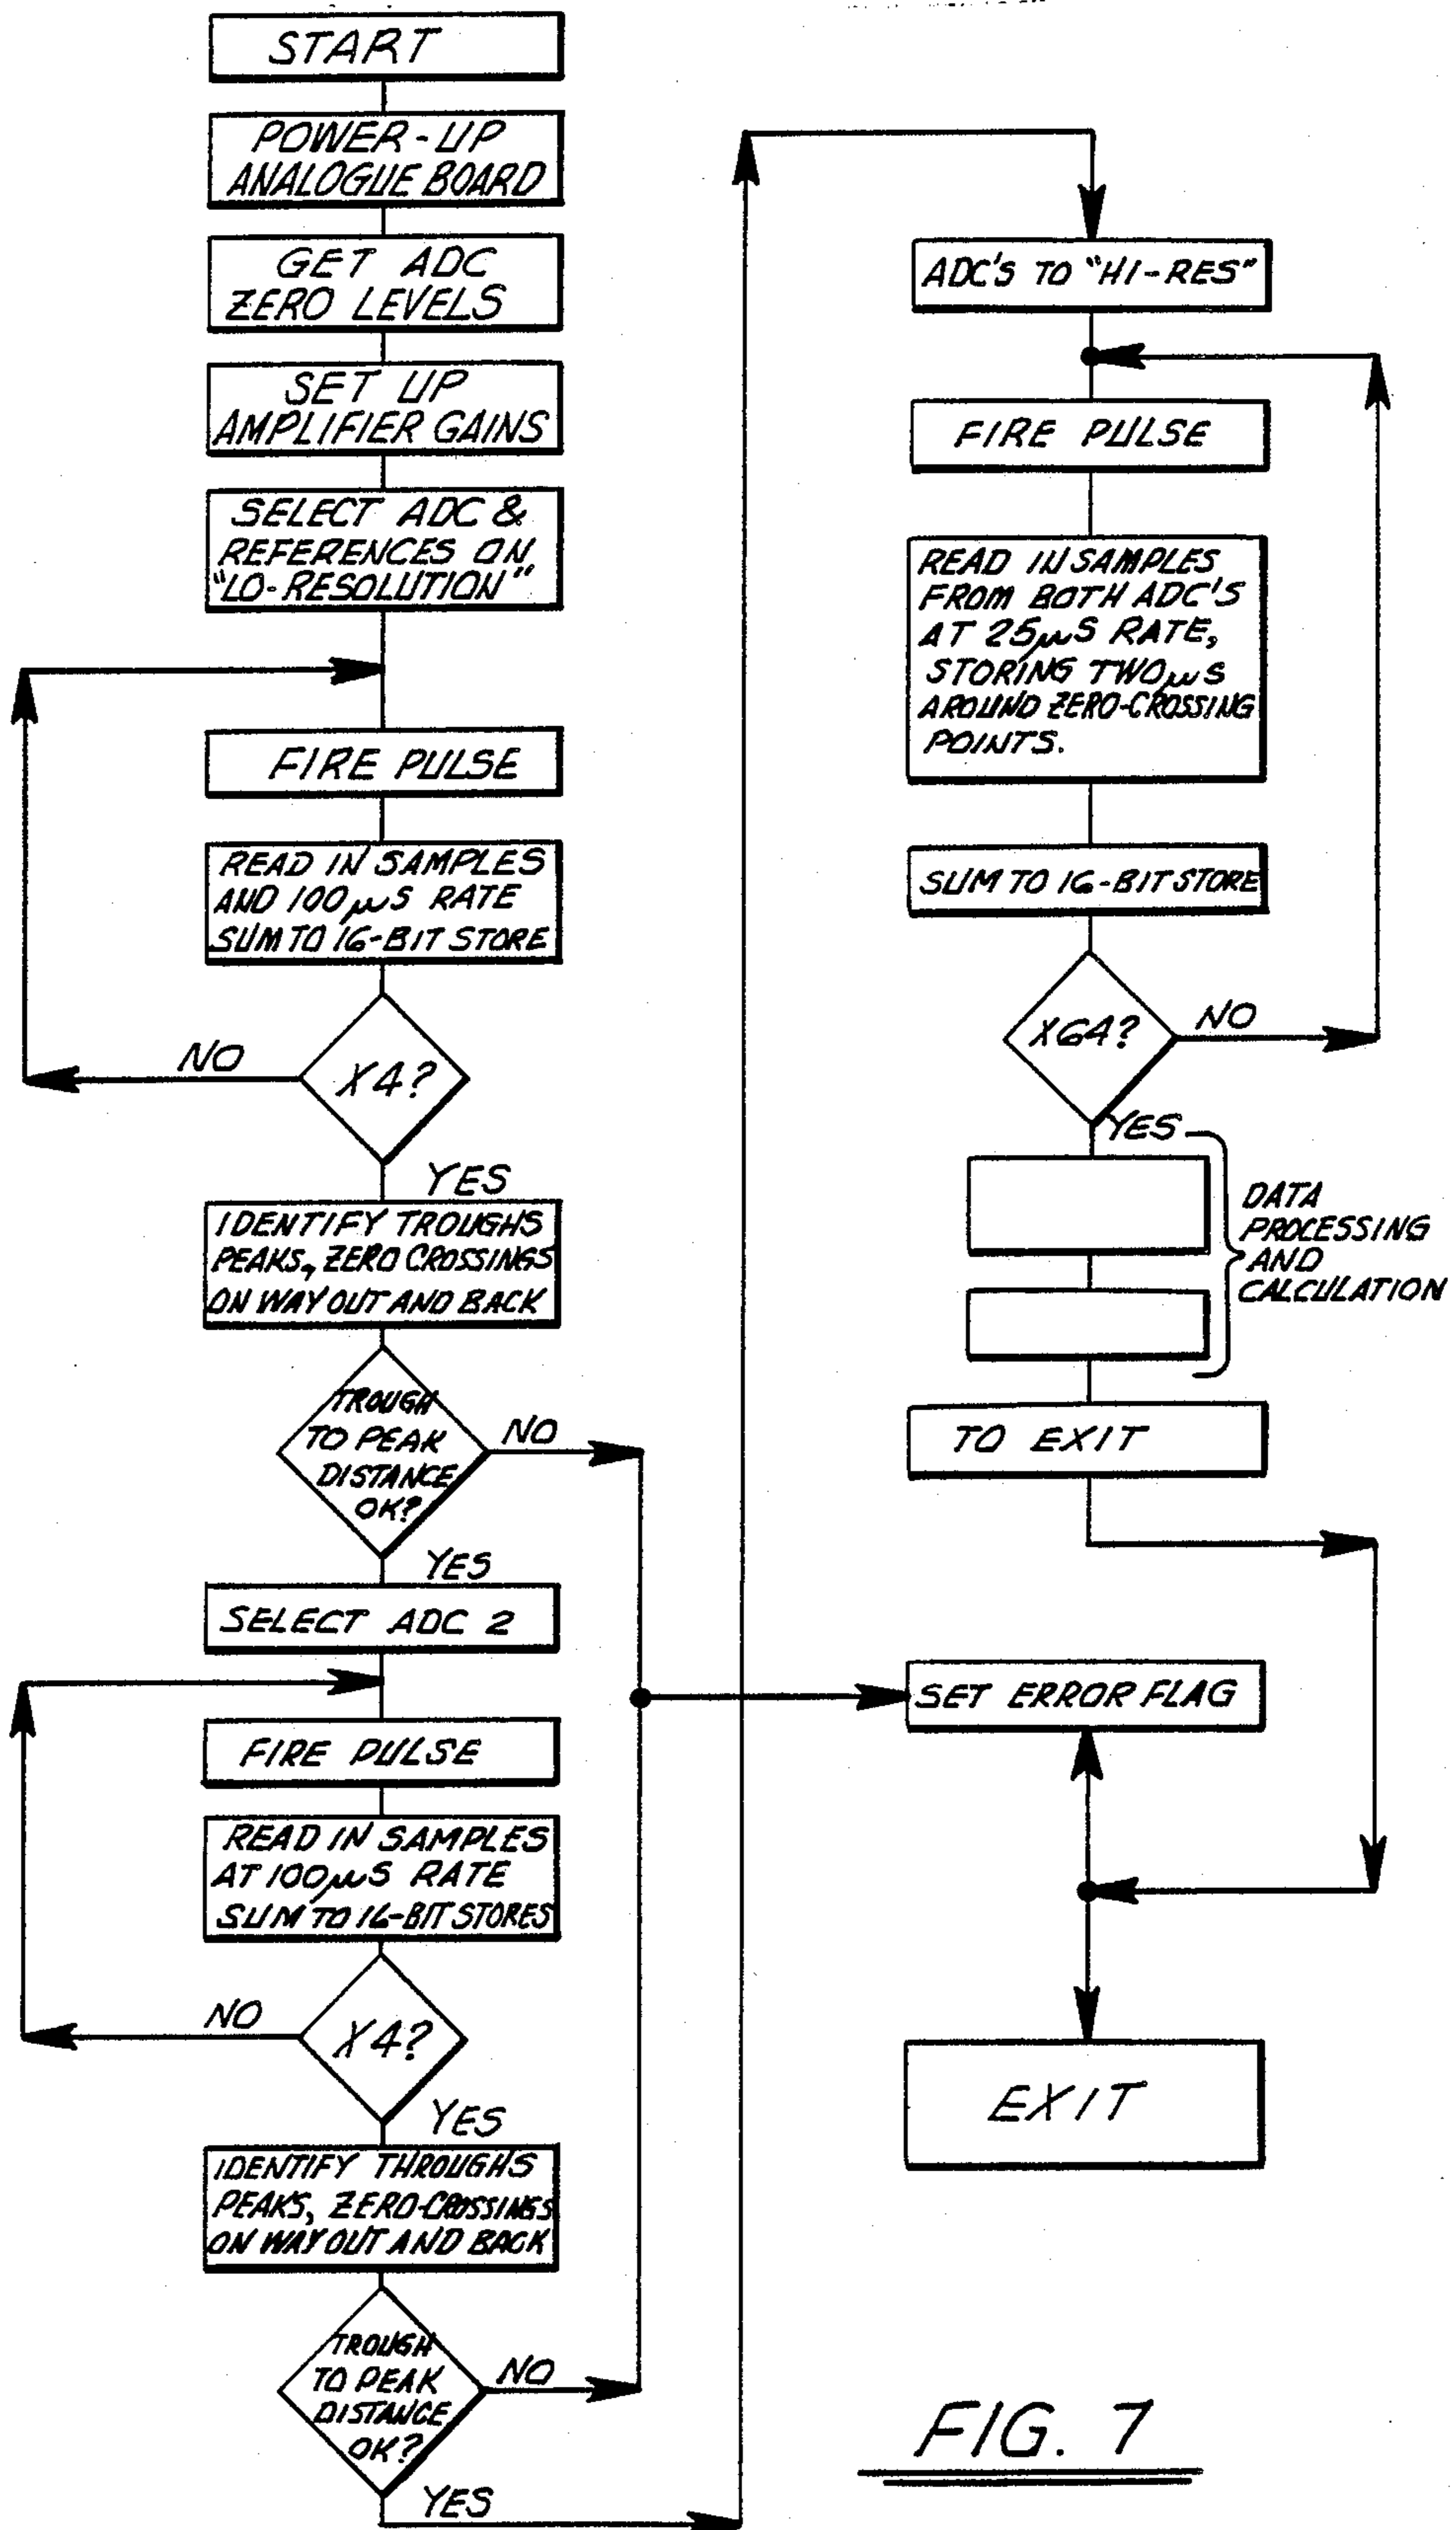 START
POWER-UP
ANALOGUE BOARD
GET ADC
ZERO LEVELS
SET UP
AMPLIFIER GAINS
SELECT ADC &
REFERENCES ON
"LO-RESOLUTION"
FIRE PULSE
READ IN SAMPLES
AND 100μS RATE
SUM TO 16-BIT STORE
X4?
NO
YES
IDENTIFY TROUGHS
PEAKS, ZERO CROSSINGS
ON WAY OUT AND BACK
TROUGH
TO PEAK
DISTANCE
OK?
NO
YES
SELECT ADC 2
FIRE PULSE
READ IN SAMPLES
AT 100μS RATE
SUM TO 16-BIT STORES
X4?
NO
YES
IDENTIFY THROUGHS
PEAKS, ZERO-CROSSINGS
ON WAY OUT AND BACK
TROUGH
TO PEAK
DISTANCE
OK?
NO
YES
ADC'S TO "HI-RES"
FIRE PULSE
READ IN SAMPLES
FROM BOTH ADC'S
AT 25μS RATE,
STORING TWO μS
AROUND ZERO-CROSSING
POINTS.
SUM TO 16-BIT STORE
X64?
NO
YES
DATA
PROCESSING
AND
CALCULATION
TO EXIT
SET ERROR FLAG
EXIT
FIG. 7